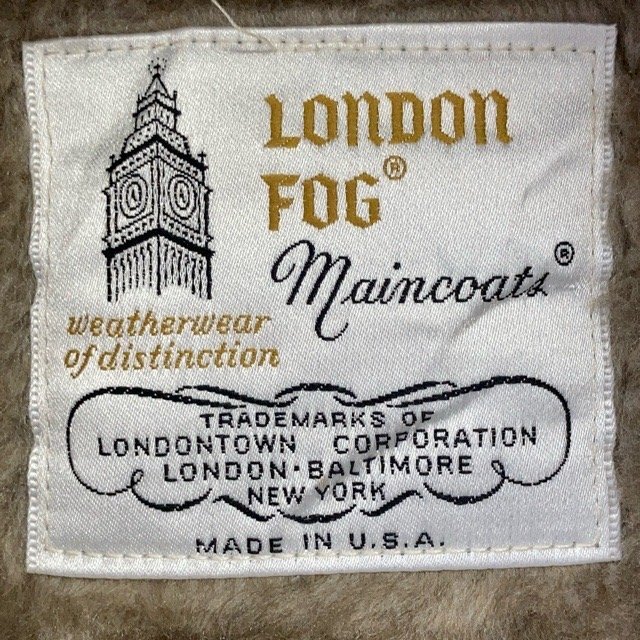 LONDON
FOG®
Maincoats®
weatherwear
of distinction
TRADEMARKS OF
LONDONTOWN CORPORATION
LONDON·BALTIMORE
NEW YORK
MADE IN U.S.A.